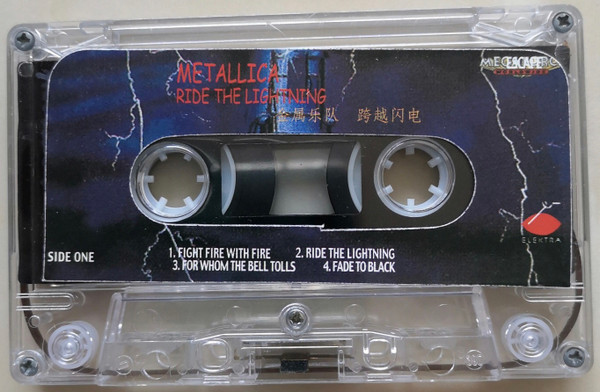 METALLICA
RIDE THE LIGHTNING
金属乐队 跨越闪电
ESCAPE
ELEKTRA
SIDE ONE
1. FIGHT FIRE WITH FIRE 2. RIDE THE LIGHTNING
3. FOR WHOM THE BELL TOLLS 4. FADE TO BLACK